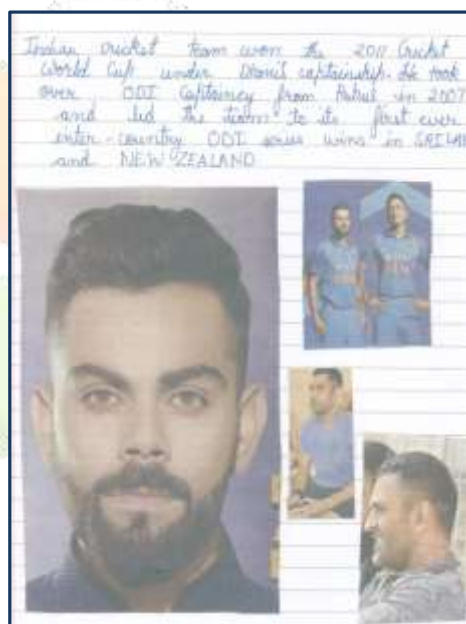 Indian cricket team won the 2011 Cricket
World Cup under Dhoni's captainship. He took
over ODI Captaincy from Rahul in 2007
and led the team to its first ever
inter-country ODI series wins in SRILAN
and NEW ZEALAND